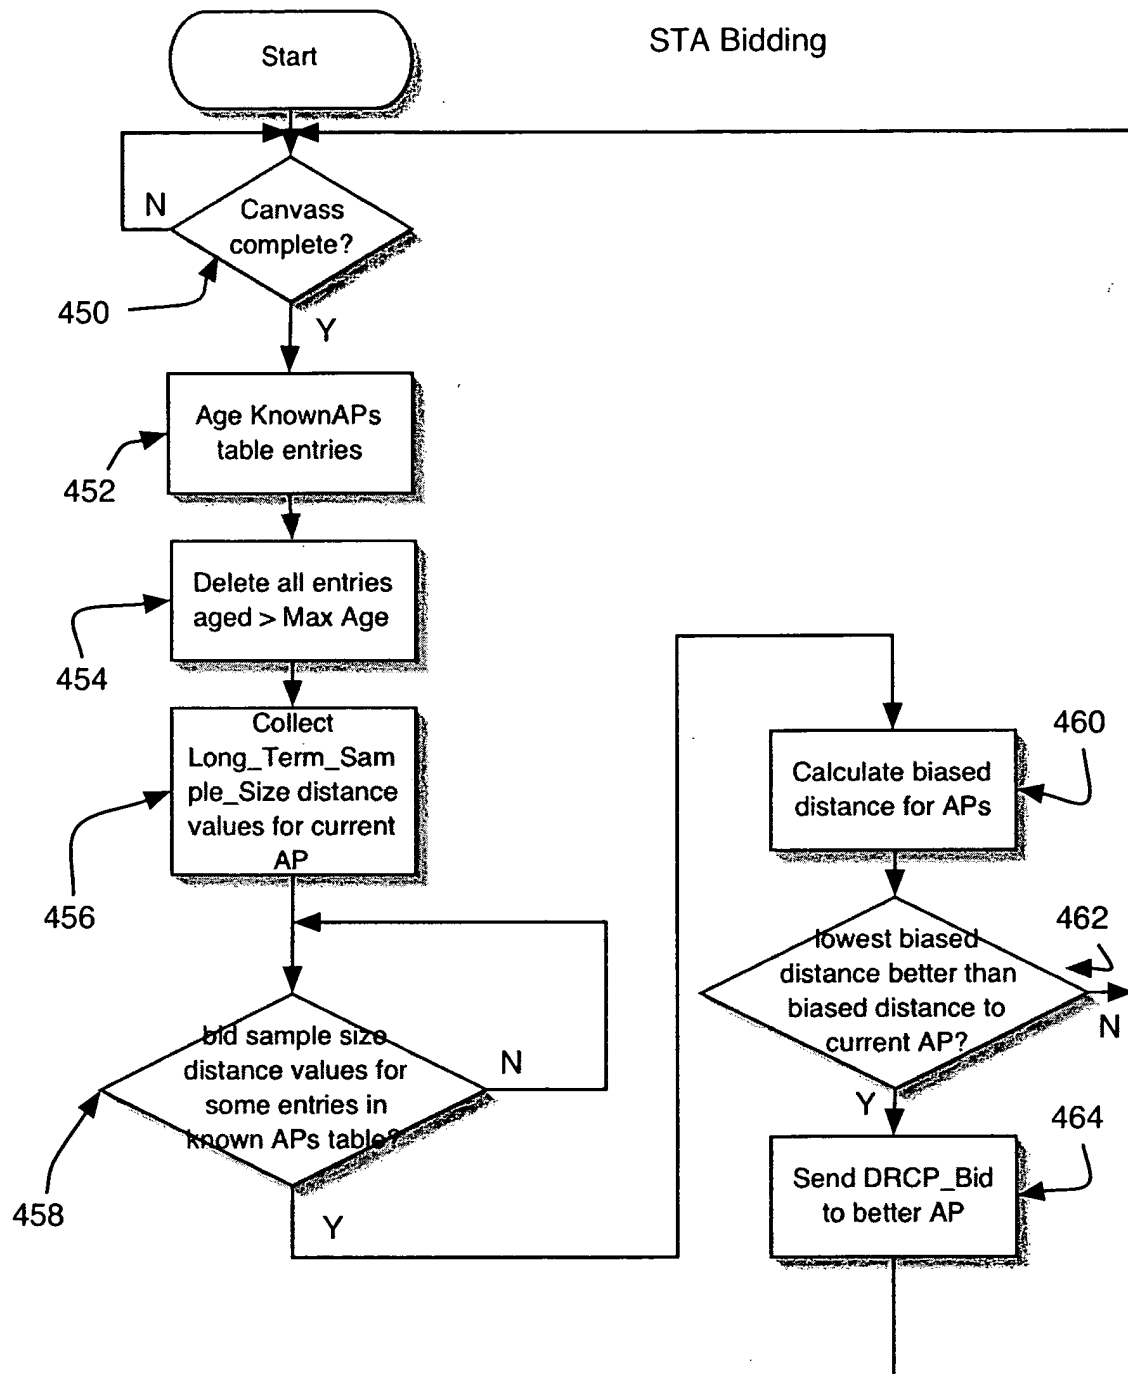 Start
STA Bidding
Canvass
complete?
N
450
Y
Age KnownAPs
table entries
452
Delete all entries
aged > Max Age
454
Collect
Long_Term_Sam
ple_Size distance
values for current
AP
456
bid sample size
distance values for
some entries in
known APs table?
N
458
Y
Calculate biased
distance for APs
460
lowest biased
distance better than
biased distance to
current AP?
462
N
Y
Send DRCP_Bid
to better AP
464